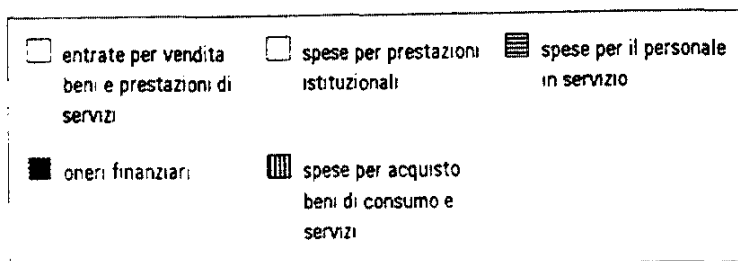 entrate per vendita
beni e prestazioni di
servizi
spese per prestazioni
istituzionali
spese per il personale
in servizio
oneri finanziari
spese per acquisto
beni di consumo e
servizi